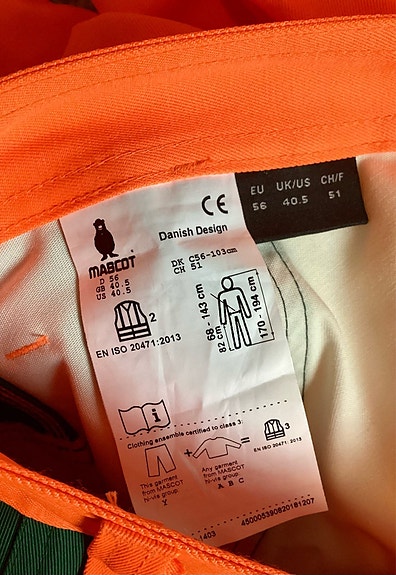 EU UK/US CH/F
56 40.5 51
CE
Danish Design
MASCOT
D 56
GB 40.5
US 40.5
DK C56-103cm
CH 51
2
EN ISO 20471:2013
68 - 143 cm
82 cm
170 - 194 cm
i
Clothing ensemble certified to class 3:
+
=
3
EN ISO 20471: 2013
This garment
from MASCOT
hi-vis group:
Y
Any garment
from MASCOT
hi-vis group:
A B C
-1403
450005390820181207